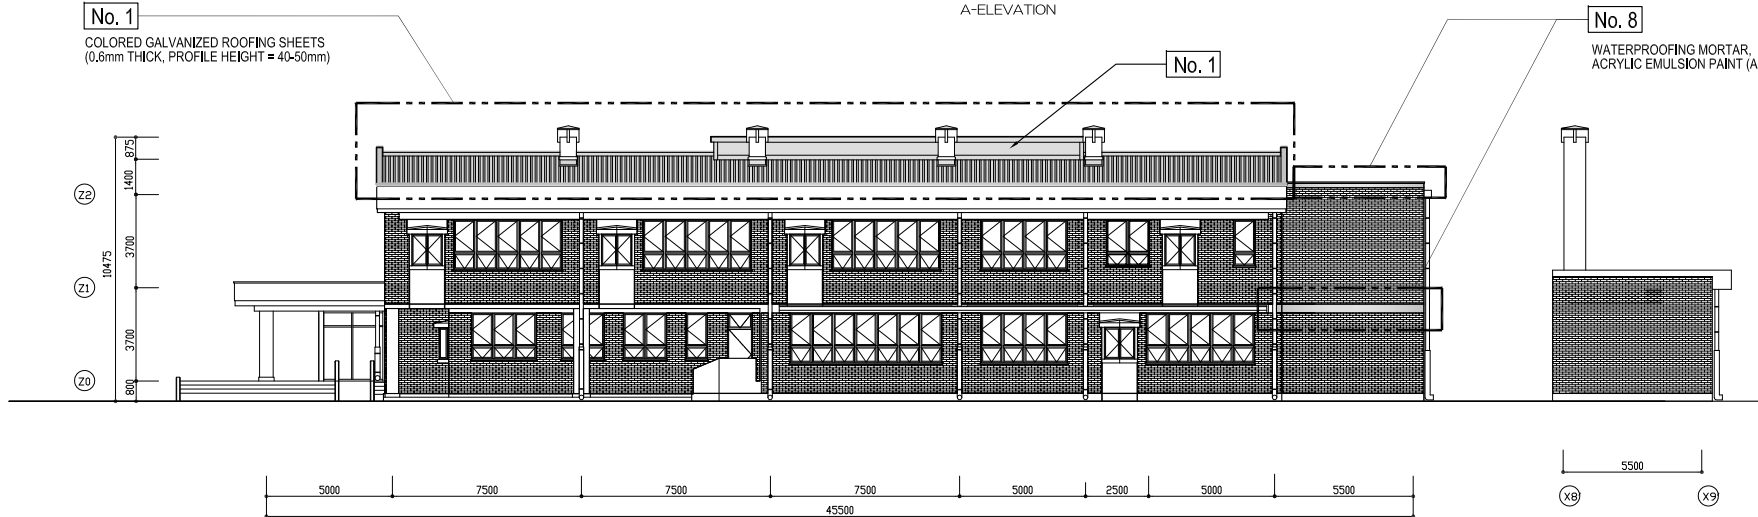 A-ELEVATION
No. 1
COLORED GALVANIZED ROOFING SHEETS
(0.6mm THICK, PROFILE HEIGHT = 40-50mm)
No. 8
WATERPROOFING MORTAR,
ACRYLIC EMULSION PAINT (A
No. 1
875
1400
Z2
3700
10475
Z1
3700
Z0
800
5000
7500
7500
7500
5000
2500
5000
5500
45500
5500
X8
X9